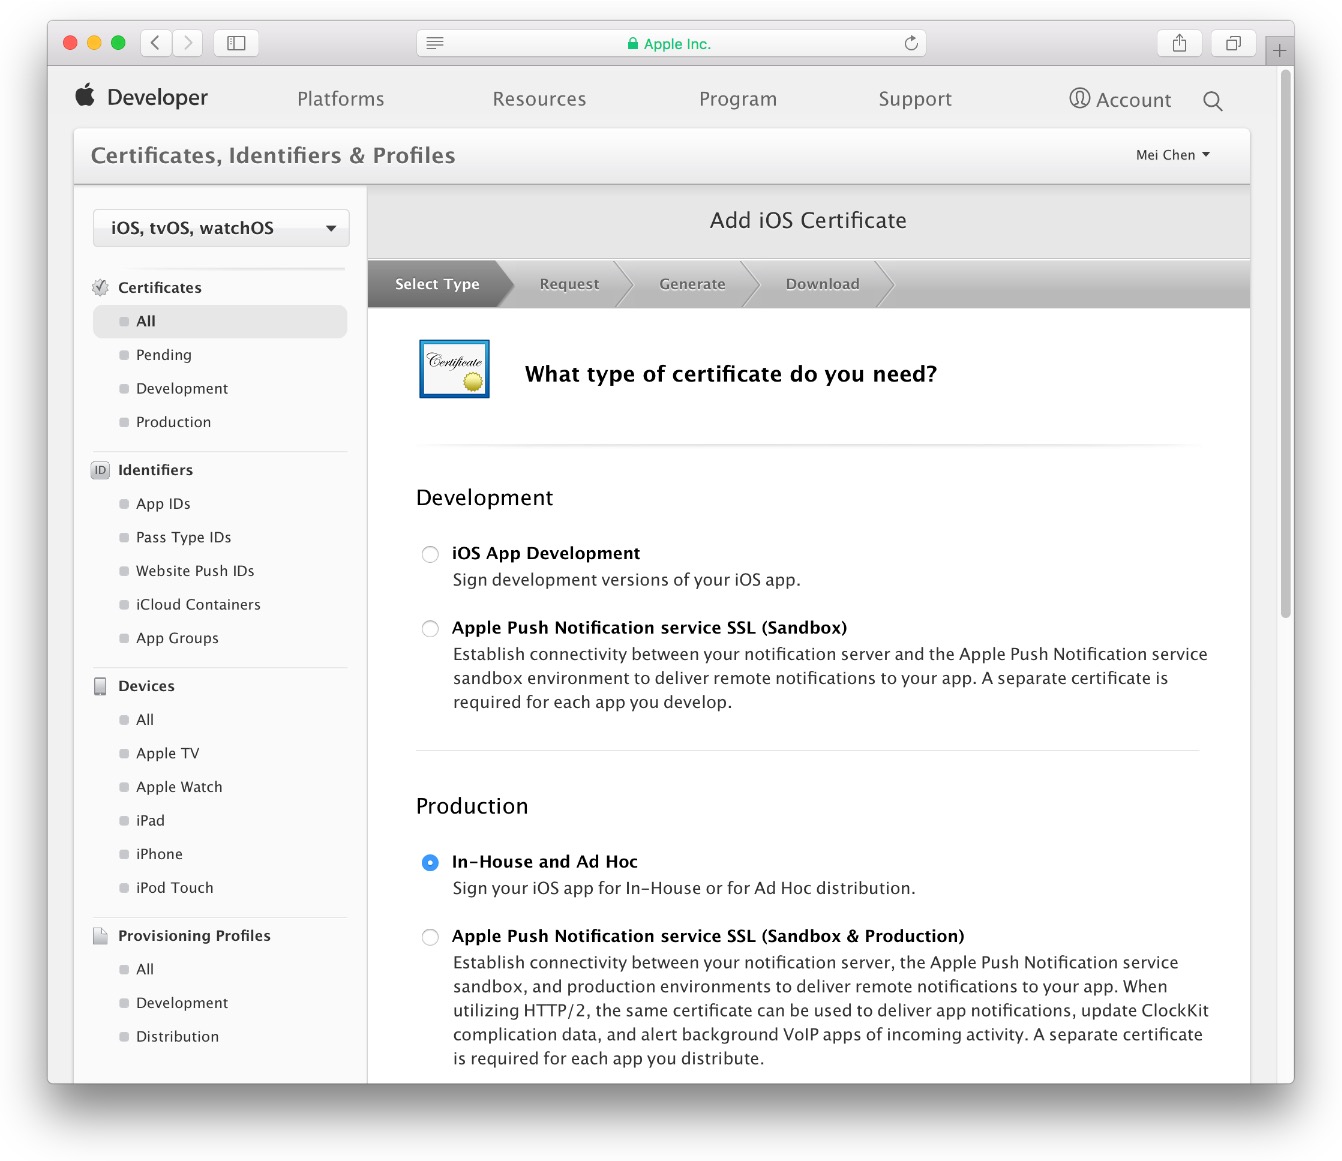 Apple Inc.
Developer
Platforms
Resources
Program
Support
Account
Certificates, Identifiers & Profiles
Mei Chen
iOS, tvOS, watchOS
Certificates
All
Pending
Development
Production
ID
Identifiers
App IDs
Pass Type IDs
Website Push IDs
iCloud Containers
App Groups
Devices
All
Apple TV
Apple Watch
iPad
iPhone
iPod Touch
Provisioning Profiles
All
Development
Distribution
Add iOS Certificate
Select Type
Request
Generate
Download
Certificate
What type of certificate do you need?
Development
iOS App Development
Sign development versions of your iOS app.
Apple Push Notification service SSL (Sandbox)
Establish connectivity between your notification server and the Apple Push Notification service
sandbox environment to deliver remote notifications to your app. A separate certificate is
required for each app you develop.
Production
In-House and Ad Hoc
Sign your iOS app for In-House or for Ad Hoc distribution.
Apple Push Notification service SSL (Sandbox & Production)
Establish connectivity between your notification server, the Apple Push Notification service
sandbox, and production environments to deliver remote notifications to your app. When
utilizing HTTP/2, the same certificate can be used to deliver app notifications, update ClockKit
complication data, and alert background VoIP apps of incoming activity. A separate certificate
is required for each app you distribute.